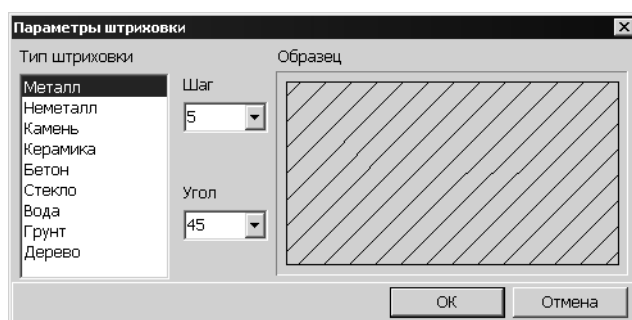 Параметры штриховки
Тип штриховки
Образец
Металл
Неметалл
Камень
Керамика
Бетон
Стекло
Вода
Грунт
Дерево
Шаг
5
Угол
45
OK
Отмена